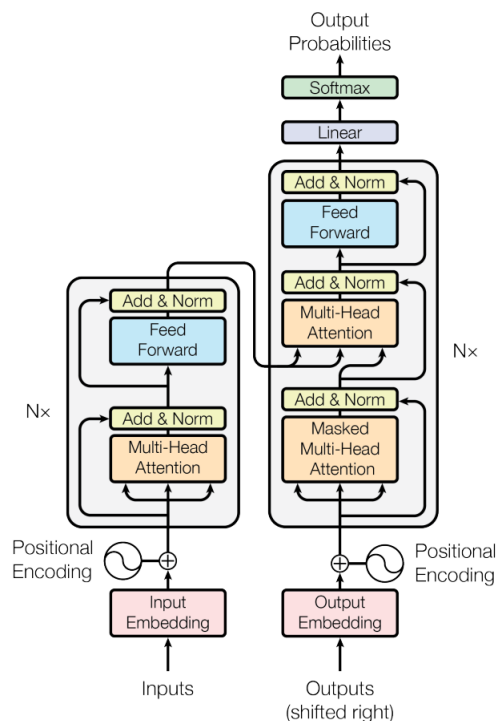 Output
Probabilities
Softmax
Linear
Add & Norm
Feed
Forward
Add & Norm
Multi-Head
Attention
Nx
Add & Norm
Masked
Multi-Head
Attention
Positional
Encoding
Output
Embedding
Outputs
(shifted right)
Add & Norm
Feed
Forward
Nx
Add & Norm
Multi-Head
Attention
Positional
Encoding
Input
Embedding
Inputs